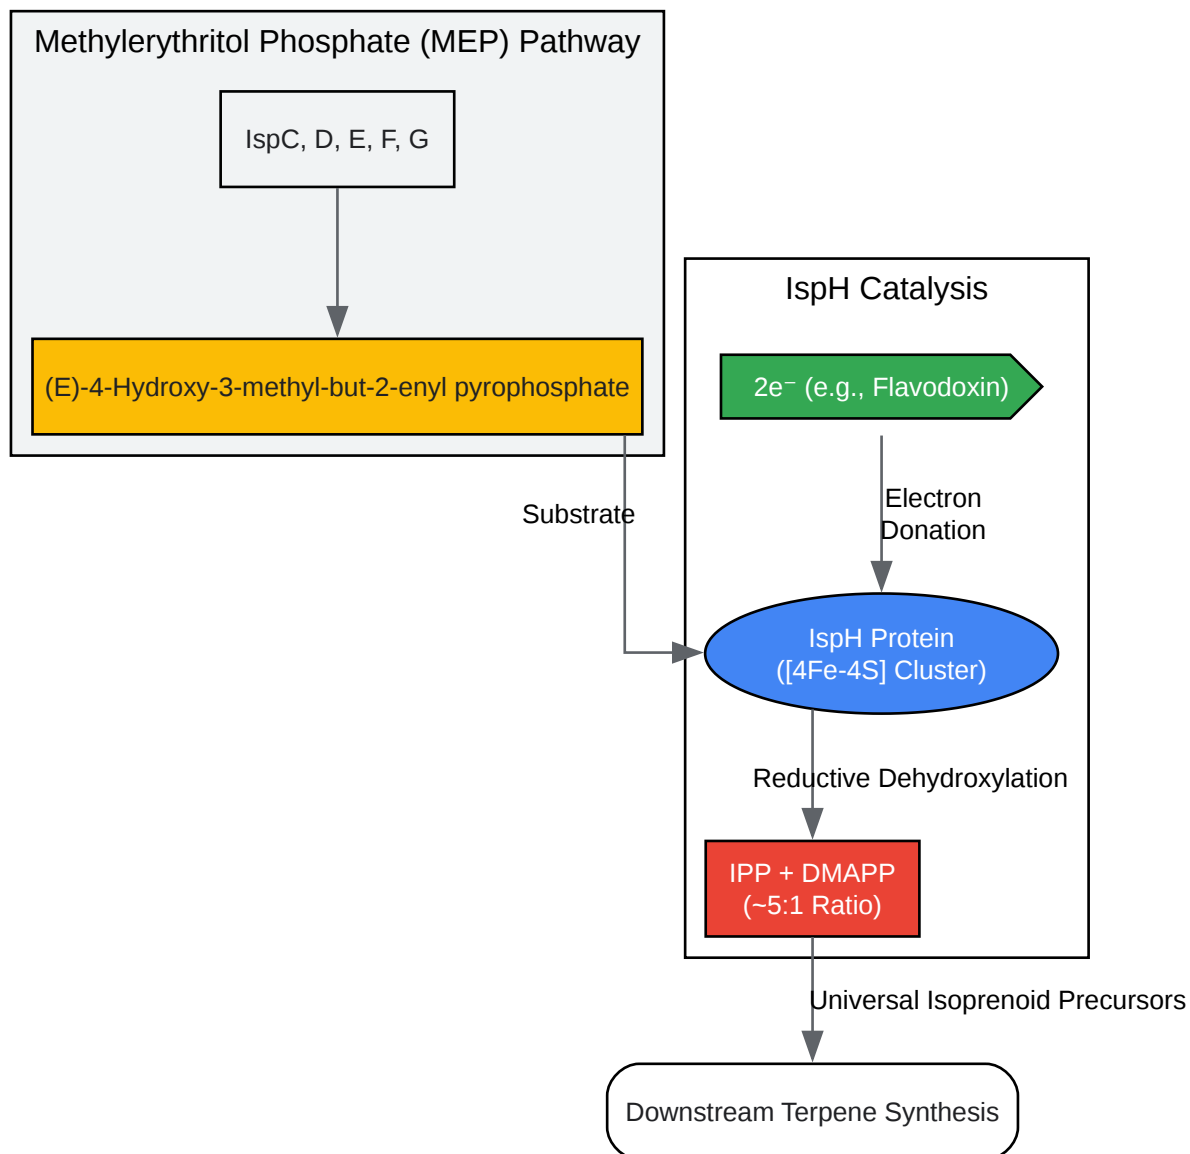 Methylerythritol Phosphate (MEP) Pathway
IspC, D, E, F, G
(E)-4-Hydroxy-3-methyl-but-2-enyl pyrophosphate
IspH Catalysis
2e⁻ (e.g., Flavodoxin)
Substrate
Electron
Donation
IspH Protein
([4Fe-4S] Cluster)
Reductive Dehydroxylation
IPP + DMAPP
(~5:1 Ratio)
Universal Isoprenoid Precursors
Downstream Terpene Synthesis